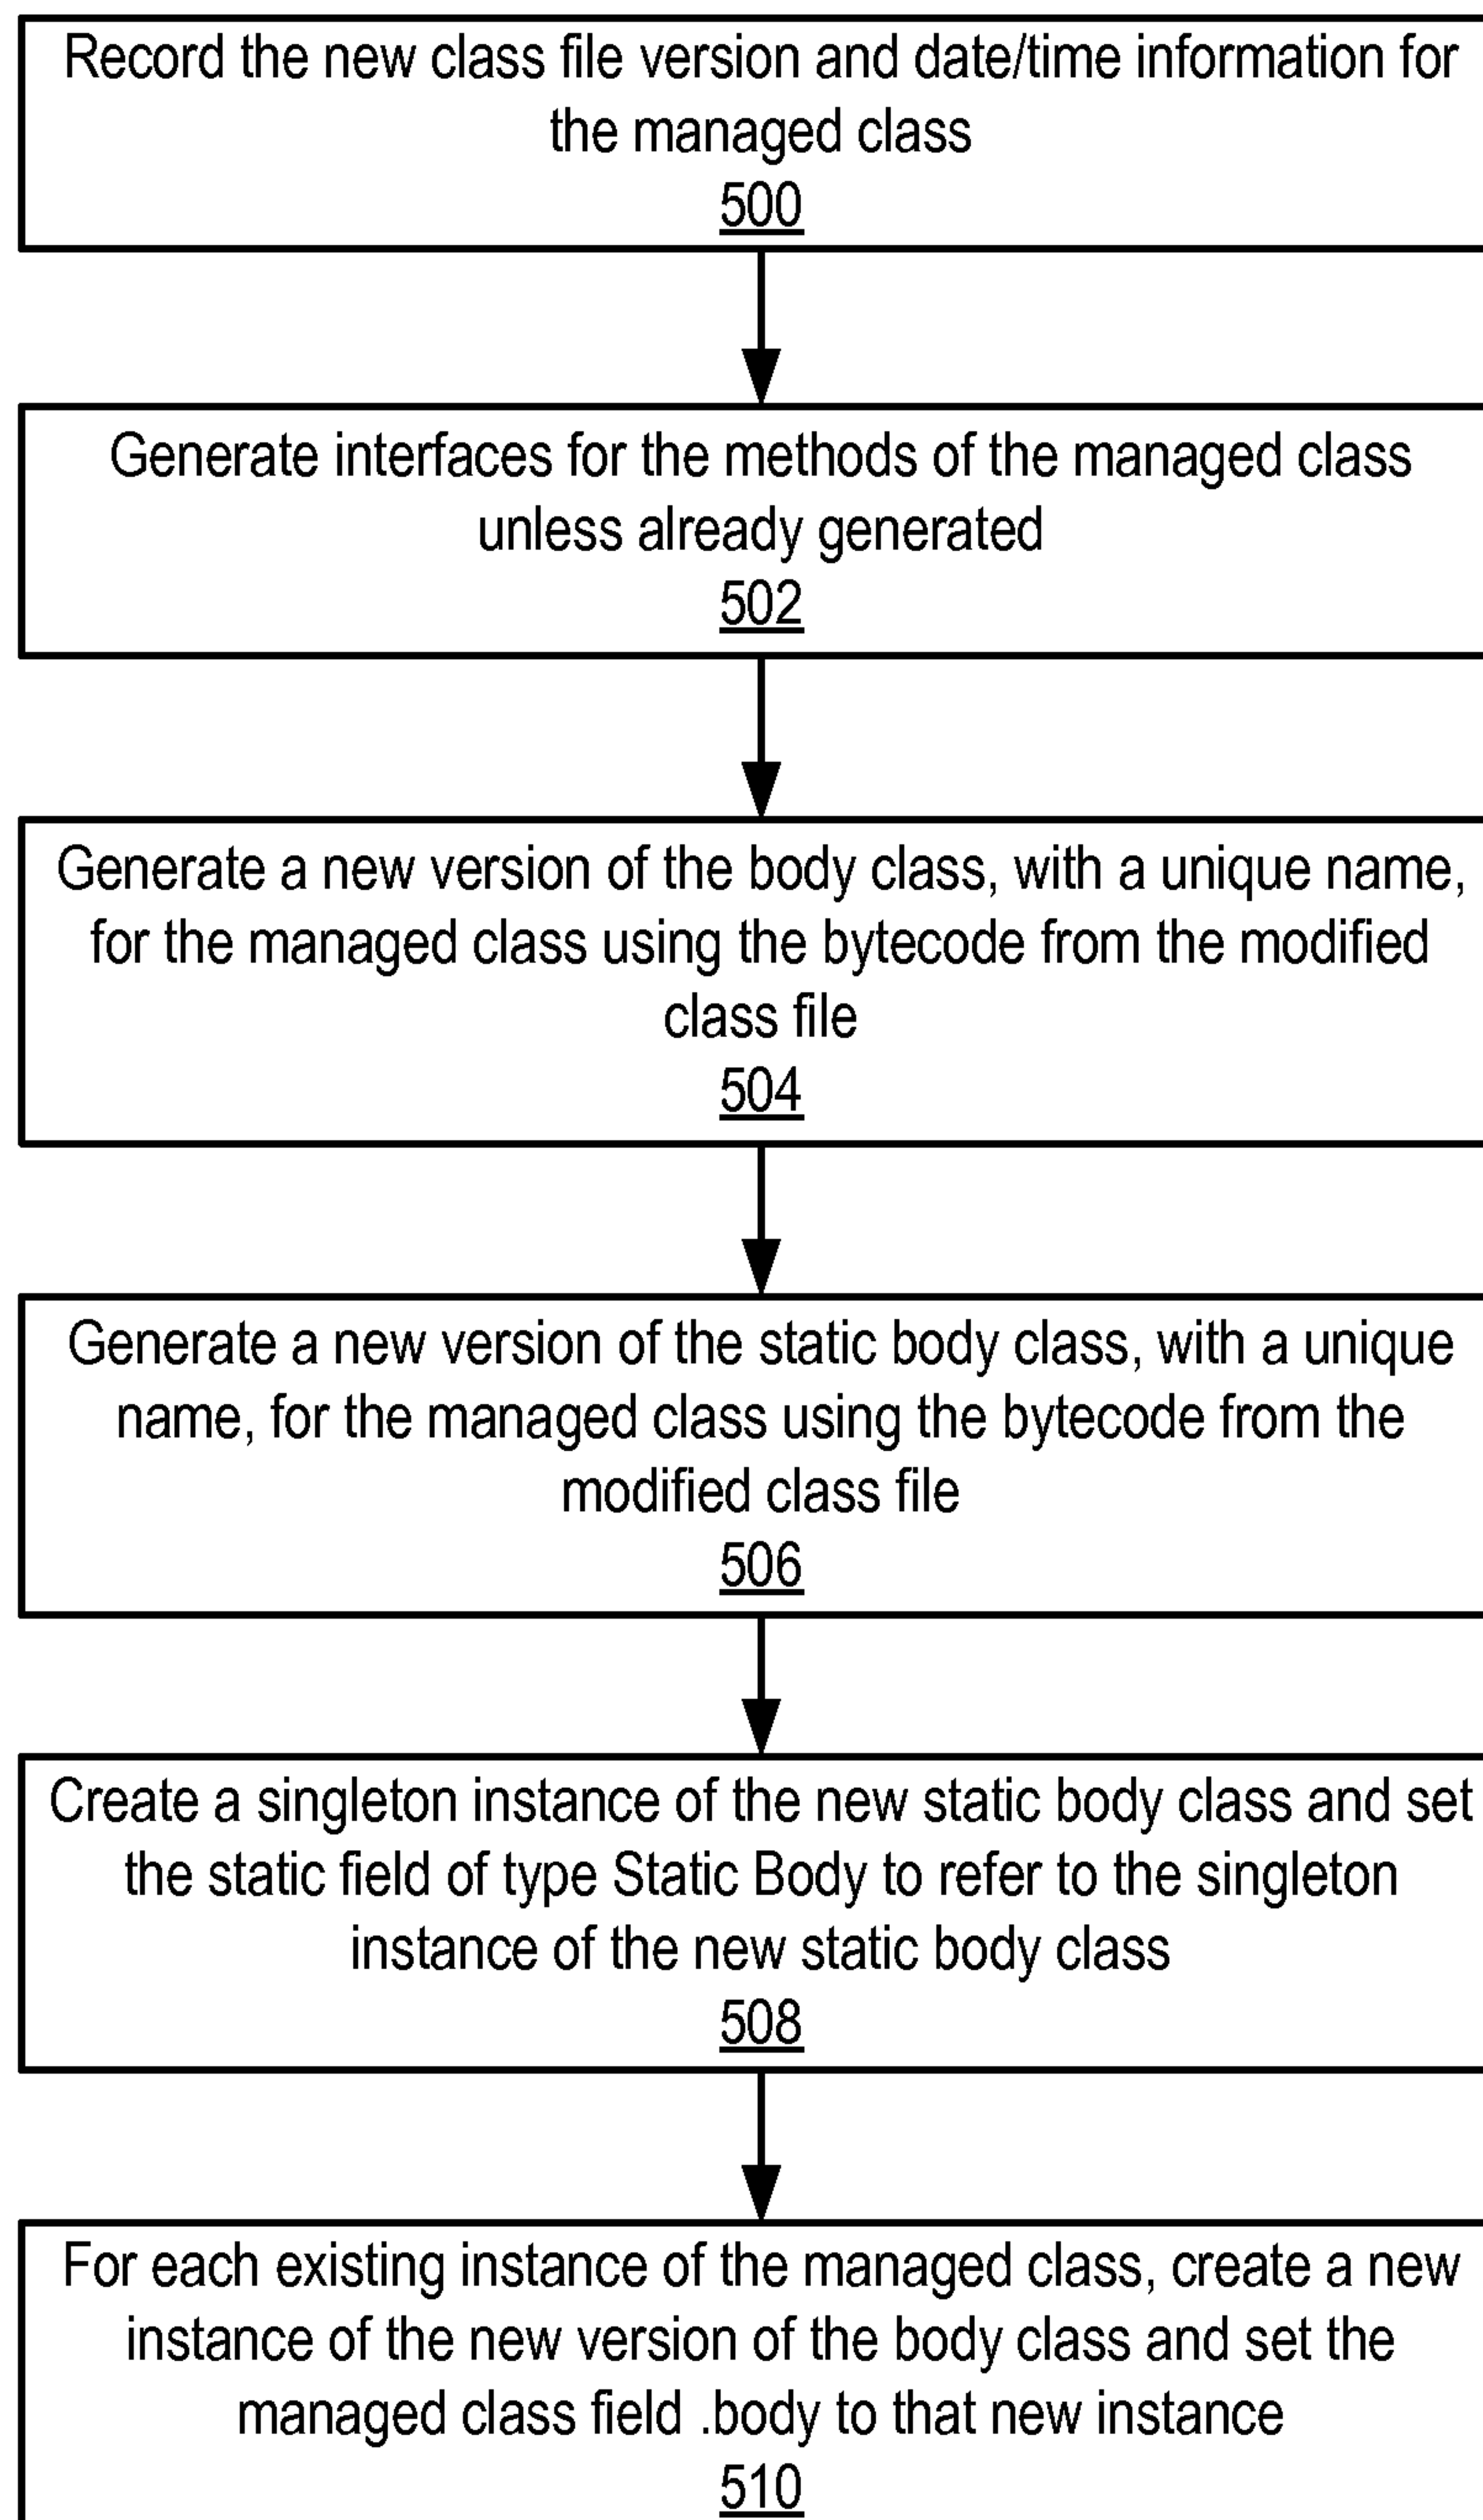 Record the new class file version and date/time information for
the managed class
500
Generate interfaces for the methods of the managed class
unless already generated
502
Generate a new version of the body class, with a unique name,
for the managed class using the bytecode from the modified
class file
504
Generate a new version of the static body class, with a unique
name, for the managed class using the bytecode from the
modified class file
506
Create a singleton instance of the new static body class and set
the static field of type Static Body to refer to the singleton
instance of the new static body class
508
For each existing instance of the managed class, create a new
instance of the new version of the body class and set the
managed class field .body to that new instance
510